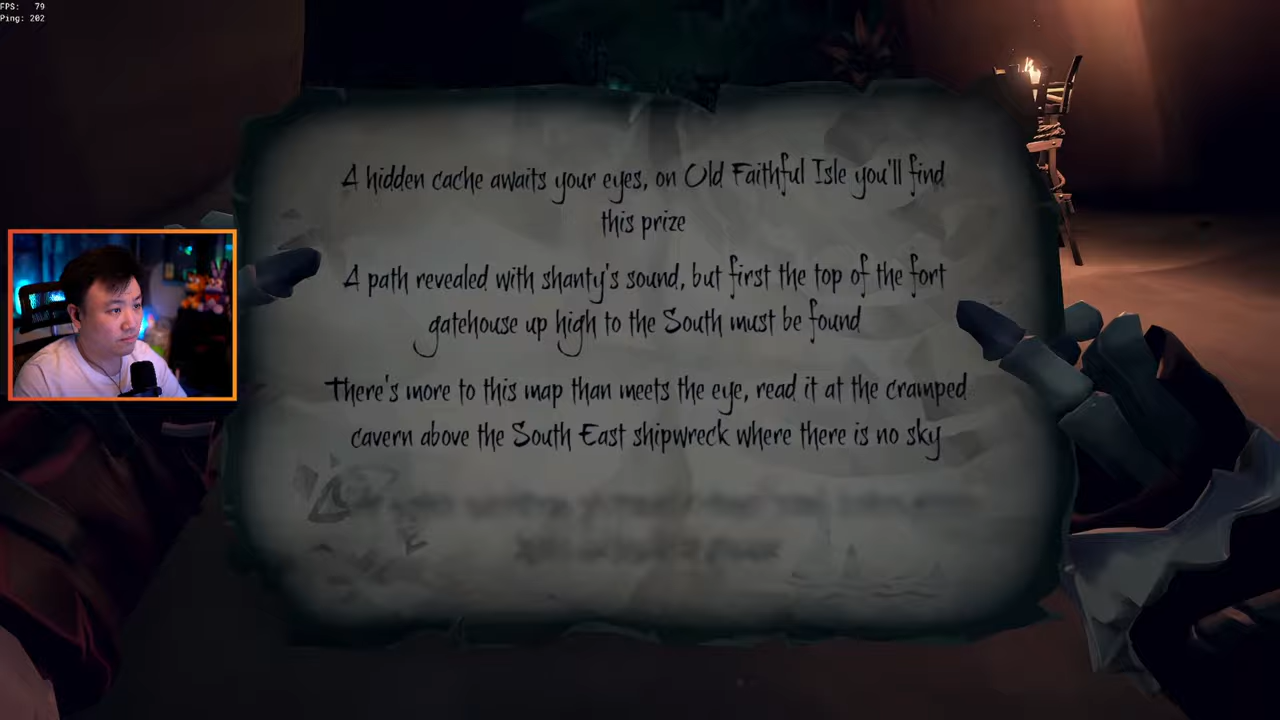 FPS: 79
Ping: 202
A hidden cache awaits your eyes, on Old Faithful Isle you'll find
this prize
A path revealed with shanty's sound, but first the top of the fort
gatehouse up high to the South must be found
There's more to this map than meets the eye, read it at the cramped
cavern above the South East shipwreck where there is no sky